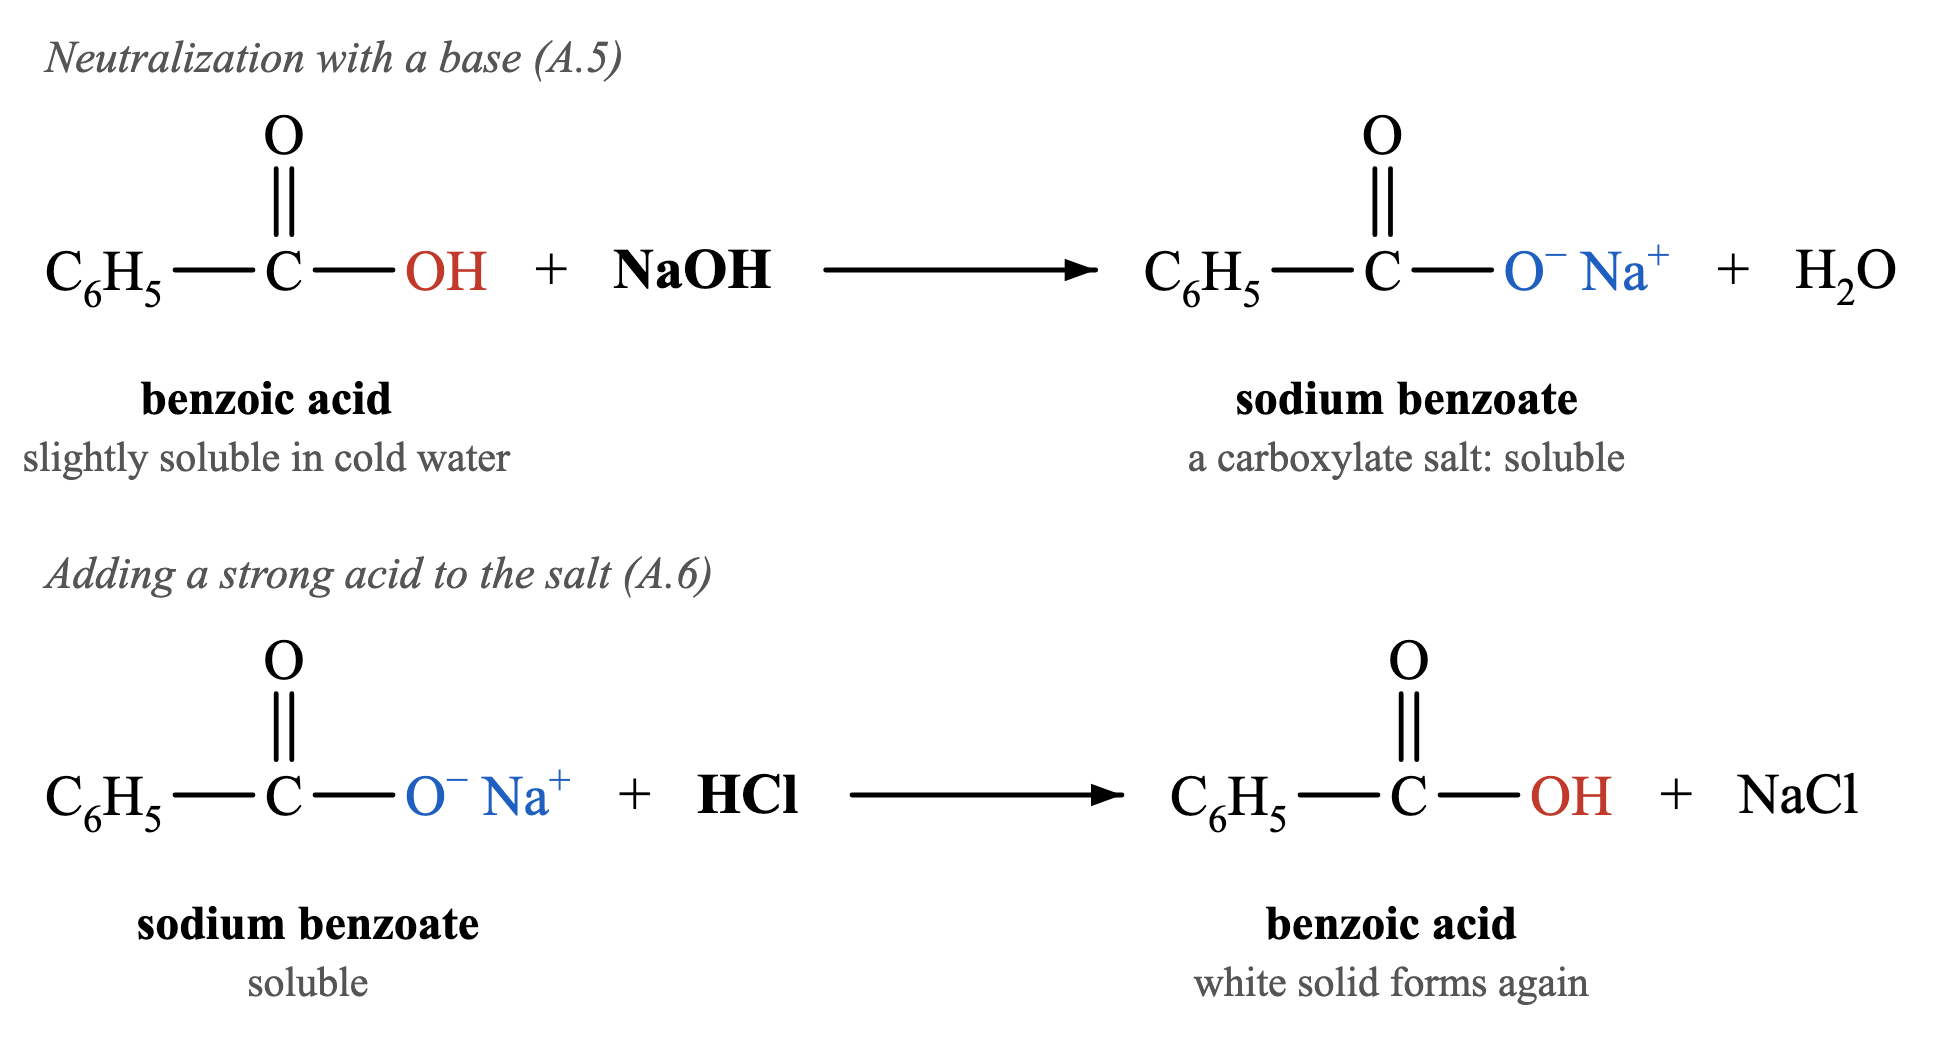 Neutralization with a base (A.5)
O
C₆H₅—C—OH + NaOH → C₆H₅—C—O⁻ Na⁺ + H₂O
O
benzoic acid
sodium benzoate
slightly soluble in cold water
a carboxylate salt: soluble
Adding a strong acid to the salt (A.6)
O
O
C₆H₅—C—O⁻ Na⁺ + HCl → C₆H₅—C—OH + NaCl
sodium benzoate
benzoic acid
soluble
white solid forms again